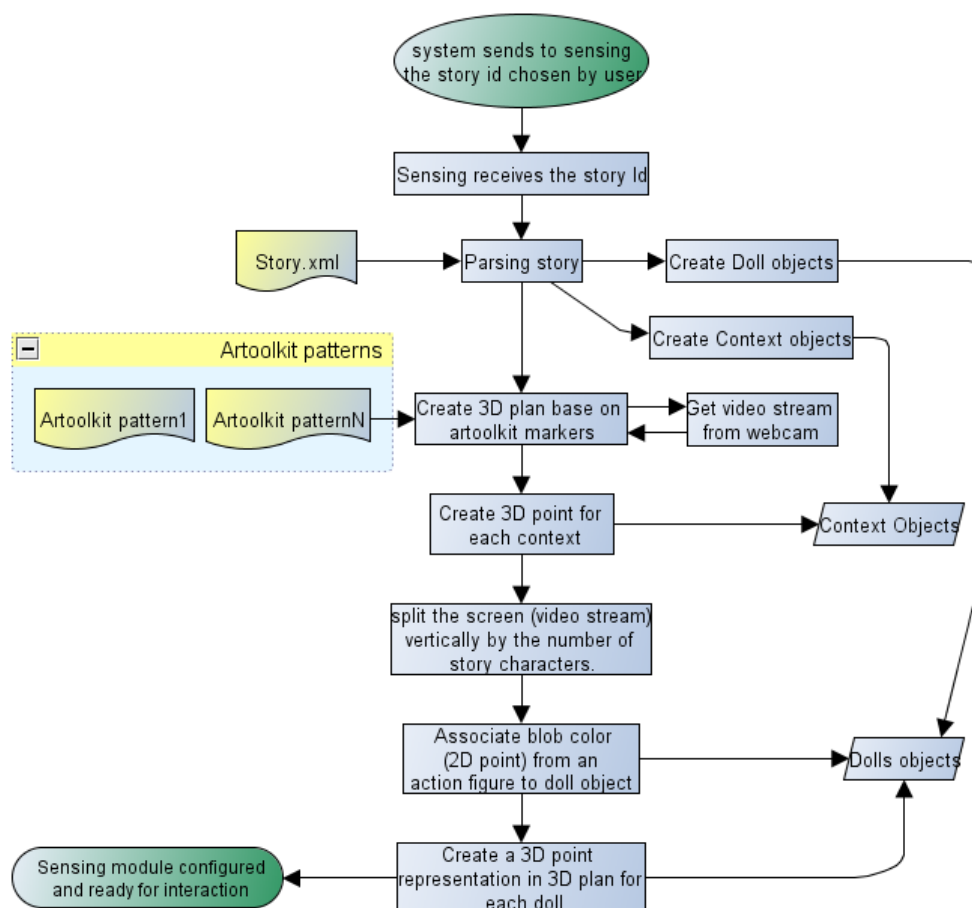 system sends to sensing
the story id chosen by user
Sensing receives the story Id
Story.xml
Parsing story
Create Doll objects
Create Context objects
Artoolkit patterns
Artoolkit pattern1
Artoolkit patternN
Create 3D plan base on
artoolkit markers
Get video stream
from webcam
Create 3D point for
each context
Context Objects
split the screen (video stream)
vertically by the number of
story characters.
Associate blob color
(2D point) from an
action figure to doll object
Dolls objects
Create a 3D point
representation in 3D plan for
each doll
Sensing module configured
and ready for interaction